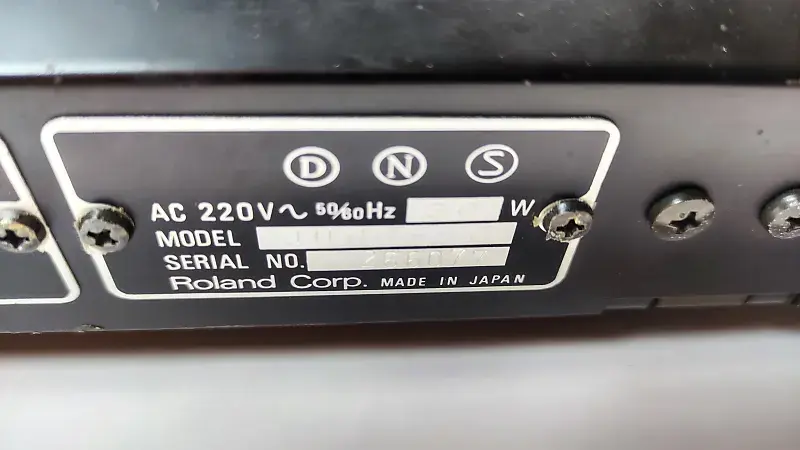 D N S
AC 220V~ 50/60Hz W
MODEL
SERIAL NO.
Roland Corp. MADE IN JAPAN